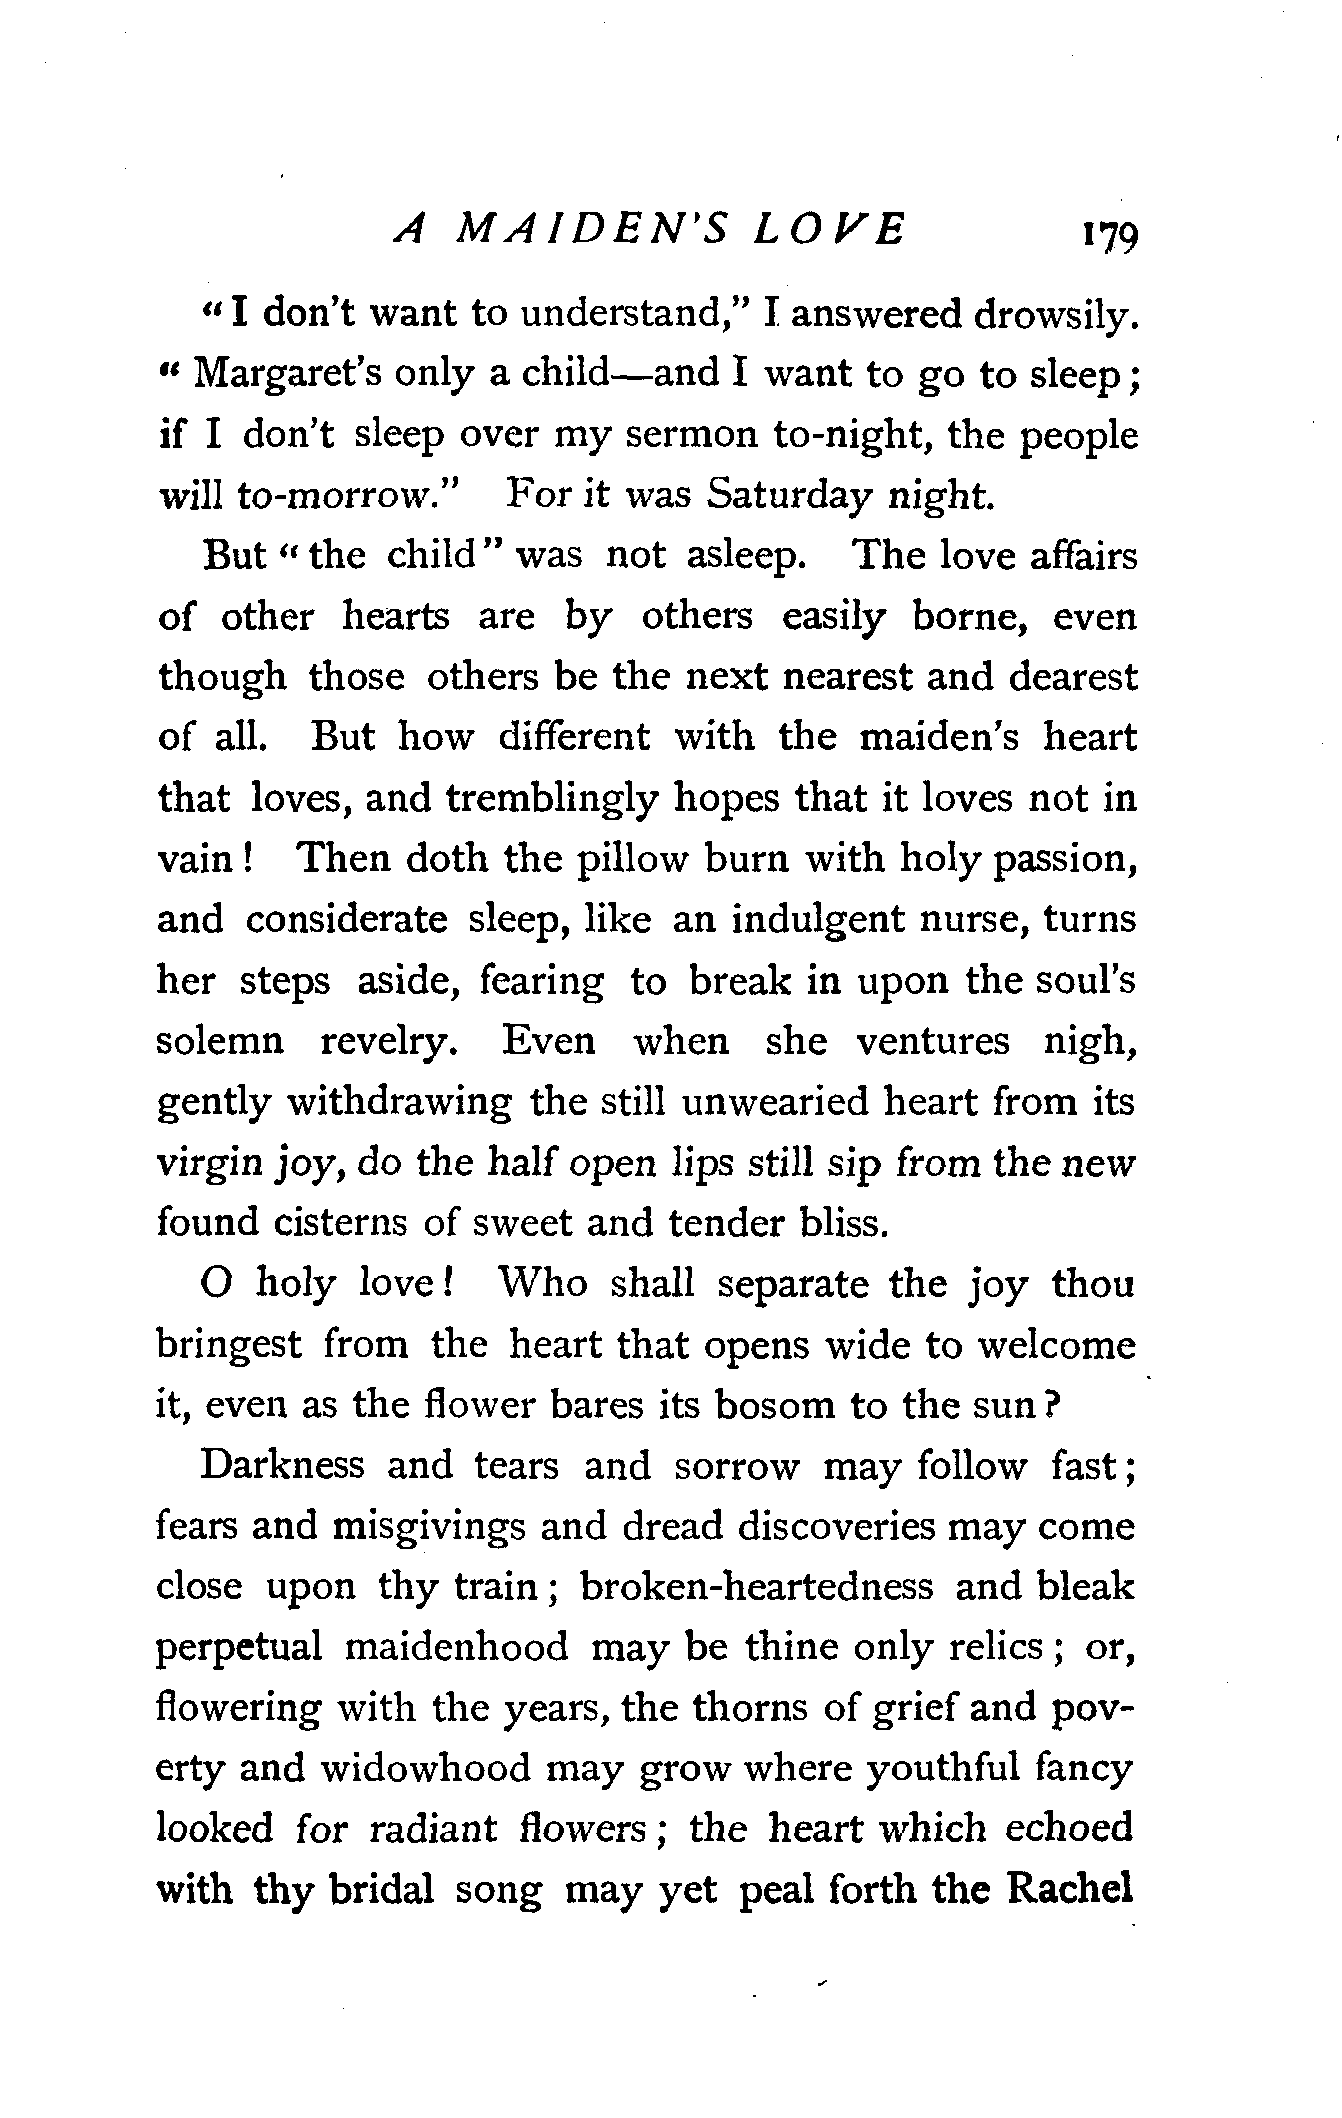 A MAIDEN'S LOVE 179
"I don't want to understand," I answered drowsily.
"Margaret's only a child—and I want to go to sleep;
if I don't sleep over my sermon to-night, the people
will to-morrow." For it was Saturday night.
But "the child" was not asleep. The love affairs
of other hearts are by others easily borne, even
though those others be the next nearest and dearest
of all. But how different with the maiden's heart
that loves, and tremblingly hopes that it loves not in
vain! Then doth the pillow burn with holy passion,
and considerate sleep, like an indulgent nurse, turns
her steps aside, fearing to break in upon the soul's
solemn revelry. Even when she ventures nigh,
gently withdrawing the still unwearied heart from its
virgin joy, do the half open lips still sip from the new
found cisterns of sweet and tender bliss.
O holy love! Who shall separate the joy thou
bringest from the heart that opens wide to welcome
it, even as the flower bares its bosom to the sun?
Darkness and tears and sorrow may follow fast;
fears and misgivings and dread discoveries may come
close upon thy train; broken-heartedness and bleak
perpetual maidenhood may be thine only relics; or,
flowering with the years, the thorns of grief and pov-
erty and widowhood may grow where youthful fancy
looked for radiant flowers; the heart which echoed
with thy bridal song may yet peal forth the Rachel